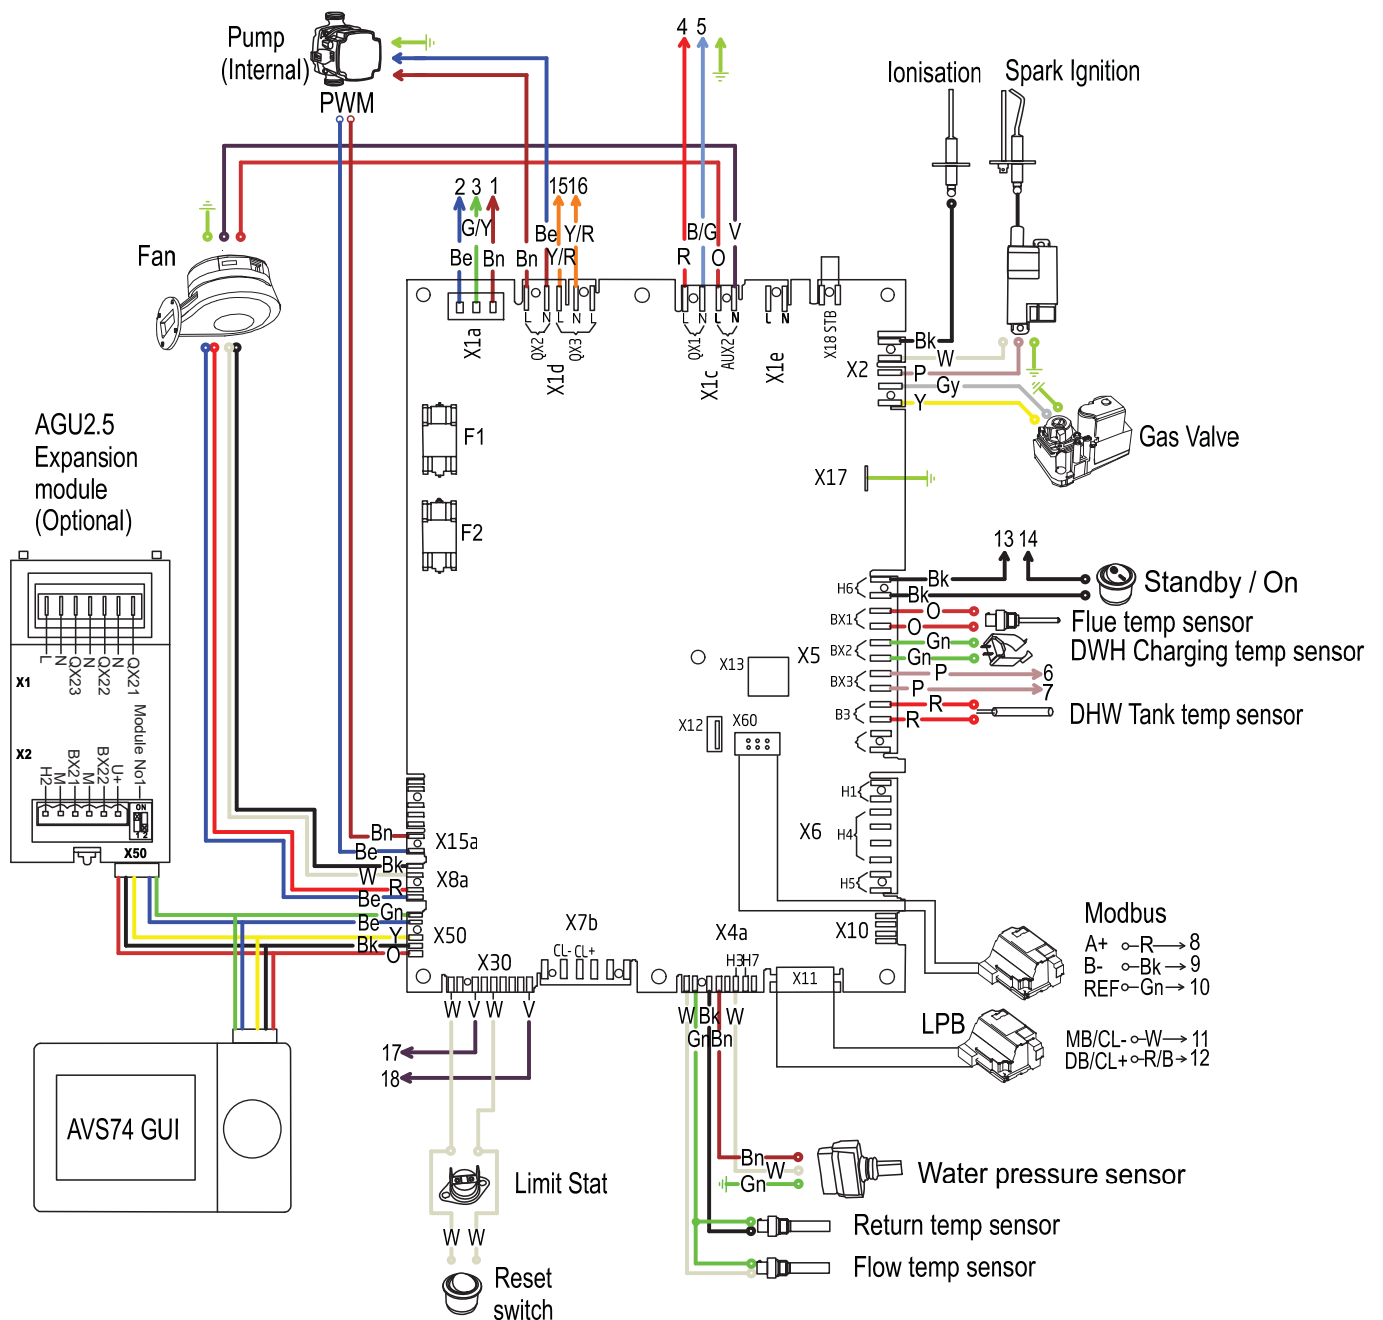 Pump
(Internal)
PWM
4 5
Ionisation
Spark Ignition
2 3 1
15 16
G/Y
Be Y/R
B/G V
Be Bn Bn Y/R
R O
Fan
L N L N L
L N L N
L N
QX2 QX3
QX1 AUX2
X1a
X1d
X1c
X1e
X18 STB
Bk
W
X2
P
Gy
Y
Gas Valve
F1
X17
F2
AGU2.5
Expansion
module
(Optional)
L N QX23 N QX22 N QX21
X1
Module No1
X2
H2 M BX21 M BX22 U+
ON
1 2
X50
13 14
H6
Bk
Bk
Standby / On
BX1
O
O
Flue temp sensor
BX2
Gn
Gn
DWH Charging temp sensor
X13
X5
BX3
P 6
P 7
B3
R
R
DHW Tank temp sensor
X12
X60
H1
X6
H4
H5
X10
Bn
X15a
Be
Bk
W
X8a
R
Be
Gn
Be
Y
X50
Bk
O
X7b
CL- CL+
X30
X4a
H3 H7
X11
Modbus
A+ R 8
B- Bk 9
REF Gn 10
W V W V
W Bk W
Gn Bn
LPB
MB/CL- W 11
DB/CL+ R/B 12
17
18
AVS74 GUI
Limit Stat
W W
Reset
switch
Bn
W
Gn
Water pressure sensor
Return temp sensor
Flow temp sensor